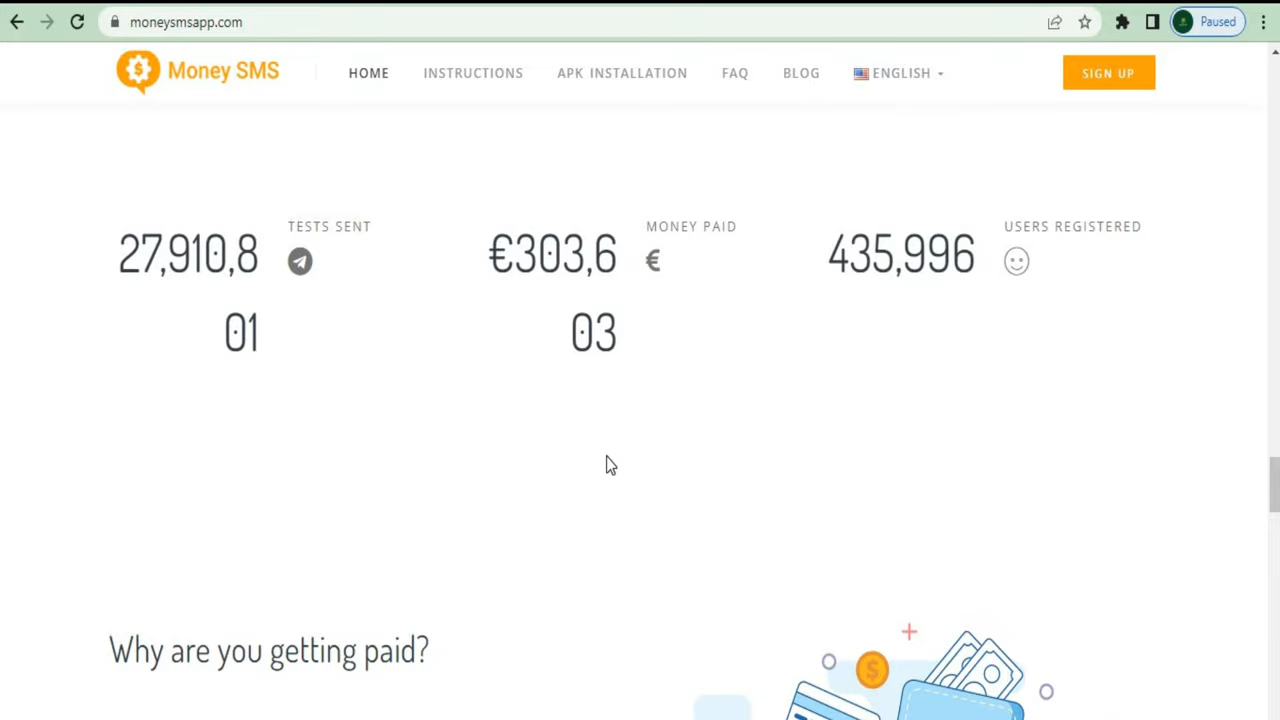 moneysmsapp.com
Paused
Money SMS
HOME
INSTRUCTIONS
APK INSTALLATION
FAQ
BLOG
ENGLISH
SIGN UP
27,910,8
01
TESTS SENT
€303,6
03
MONEY PAID
€
435,996
USERS REGISTERED
Why are you getting paid?